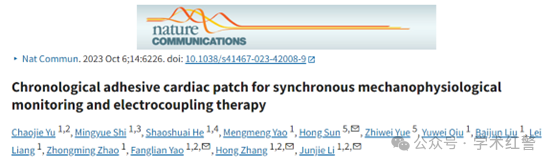 nature
COMMUNICATIONS
▸ Nat Commun. 2023 Oct 6;14:6226. doi: 10.1038/s41467-023-42008-9
Chronological adhesive cardiac patch for synchronous mechanophysiological
monitoring and electrocoupling therapy
Chaojie Yu 1,2, Mingyue Shi 1,3, Shaoshuai He 1,4, Mengmeng Yao 1, Hong Sun 5,✉, Zhiwei Yue 5, Yuwei Qiu 1, Baijun Liu 1, Lei
Liang 1, Zhongming Zhao 1, Fanglian Yao 1,2,✉, Hong Zhang 1,2,✉, Junjie Li 1,2,✉
公众号 · 学术红警